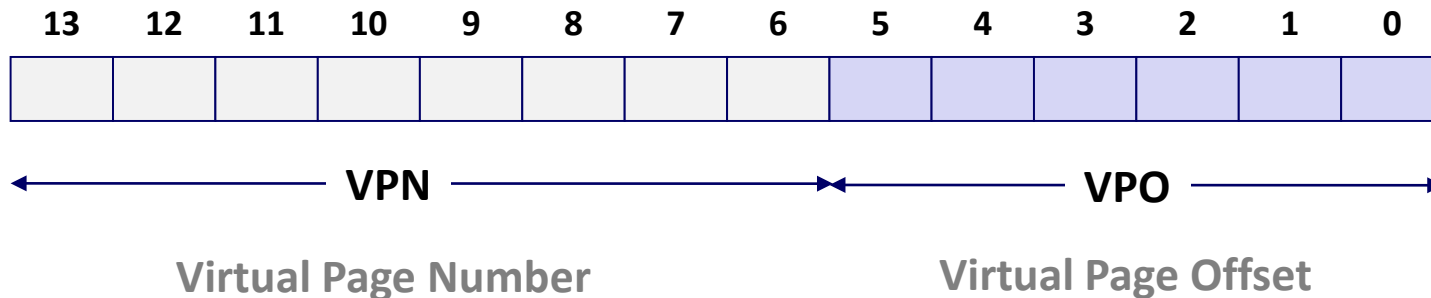 13 12 11 10 9 8 7 6 5 4 3 2 1 0
VPN VPO
Virtual Page Number Virtual Page Offset